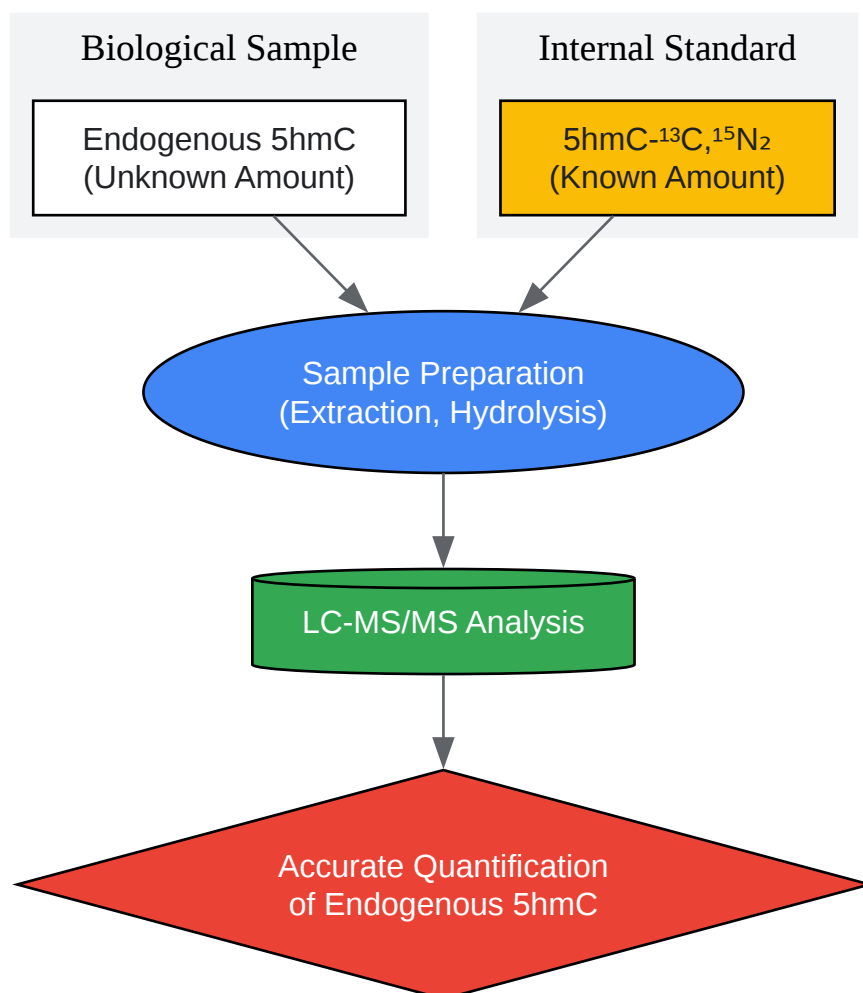 Biological Sample
Internal Standard
Endogenous 5hmC
(Unknown Amount)
5hmC-¹³C,¹⁵N₂
(Known Amount)
Sample Preparation
(Extraction, Hydrolysis)
LC-MS/MS Analysis
Accurate Quantification
of Endogenous 5hmC